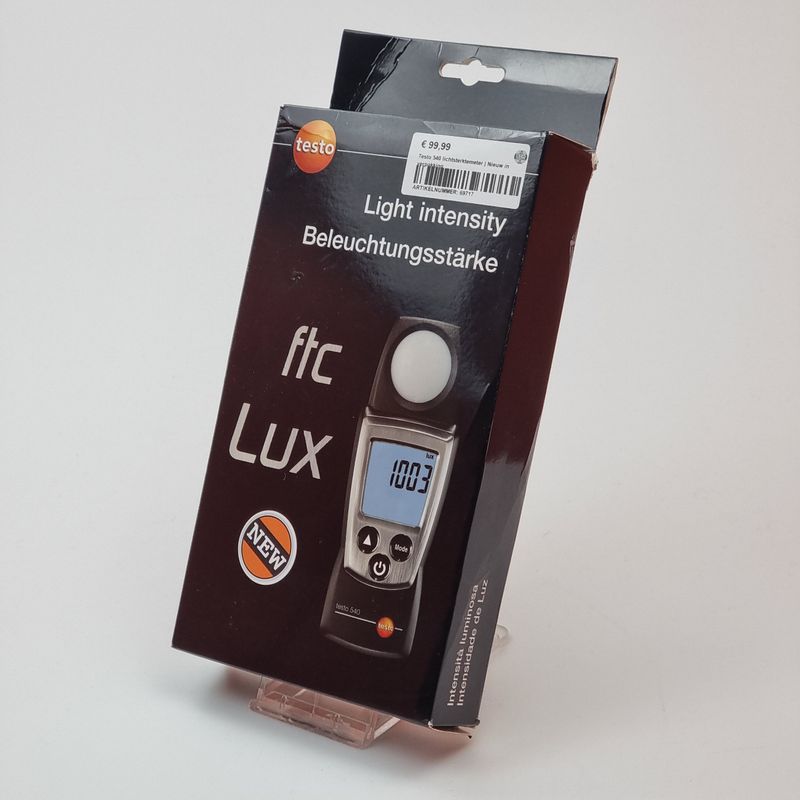 testo
€ 99,99
Testo 540 lichtsterktemeter | Nieuw in
verpakking
ARTIKELNUMMER: 69717
Light intensity
Beleuchtungsstärke
ftc
Lux
lux
1003
Mode
NEW
testo 540
testo
Intensità luminosa
Intensidade de Luz